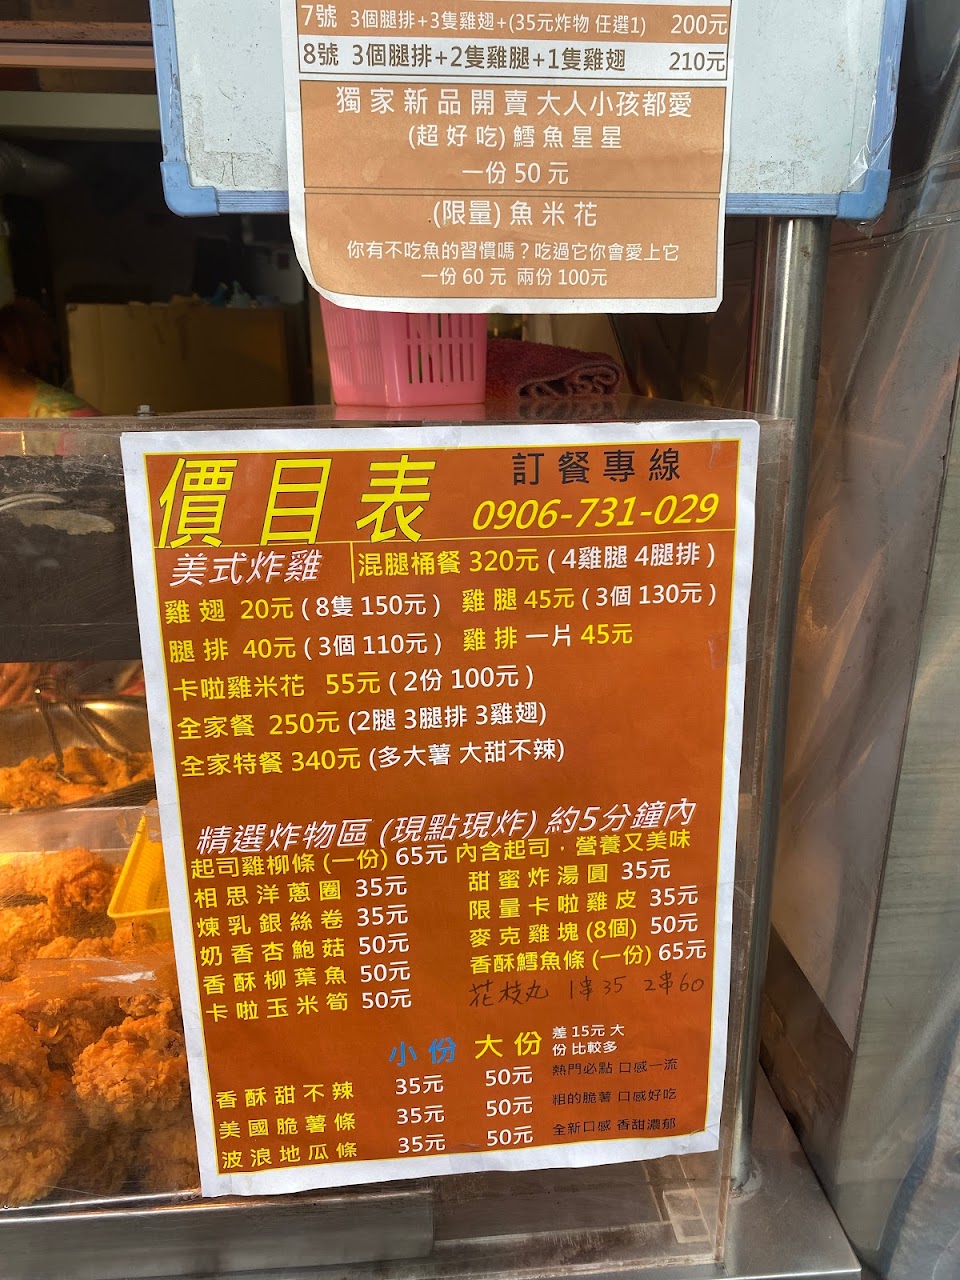 7號 3個腿排+3隻雞翅+(35元炸物 任選1) 200元
8號 3個腿排+2隻雞腿+1隻雞翅 210元
獨家新品開賣 大人小孩都愛
(超好吃) 鱈魚星星
一份 50 元
(限量) 魚米花
你有不吃魚的習慣嗎？吃過它你會愛上它
一份 60 元 兩份 100元
價目表 訂餐專線
0906-731-029
美式炸雞 混腿桶餐 320元 ( 4雞腿 4腿排 )
雞翅 20元 ( 8隻 150元 ) 雞腿 45元 ( 3個 130元 )
腿排 40元 ( 3個 110元 ) 雞排 一片 45元
卡啦雞米花 55元 ( 2份 100元 )
全家餐 250元 (2腿 3腿排 3雞翅)
全家特餐 340元 (多大薯 大甜不辣)
精選炸物區 (現點現炸) 約5分鐘內
起司雞柳條 (一份) 65元 內含起司，營養又美味
相思洋蔥圈 35元 甜蜜炸湯圓 35元
煉乳銀絲卷 35元 限量卡啦雞皮 35元
奶香杏鮑菇 50元 麥克雞塊 (8個) 50元
香酥柳葉魚 50元 香酥鱈魚條 (一份) 65元
卡啦玉米筍 50元 花枝丸 1串35 2串60
小份 大份 差 15元 大
份 比較多
香酥甜不辣 35元 50元 熱門必點 口感一流
美國脆薯條 35元 50元 粗的脆薯 口感好吃
波浪地瓜條 35元 50元 全新口感 香甜濃郁